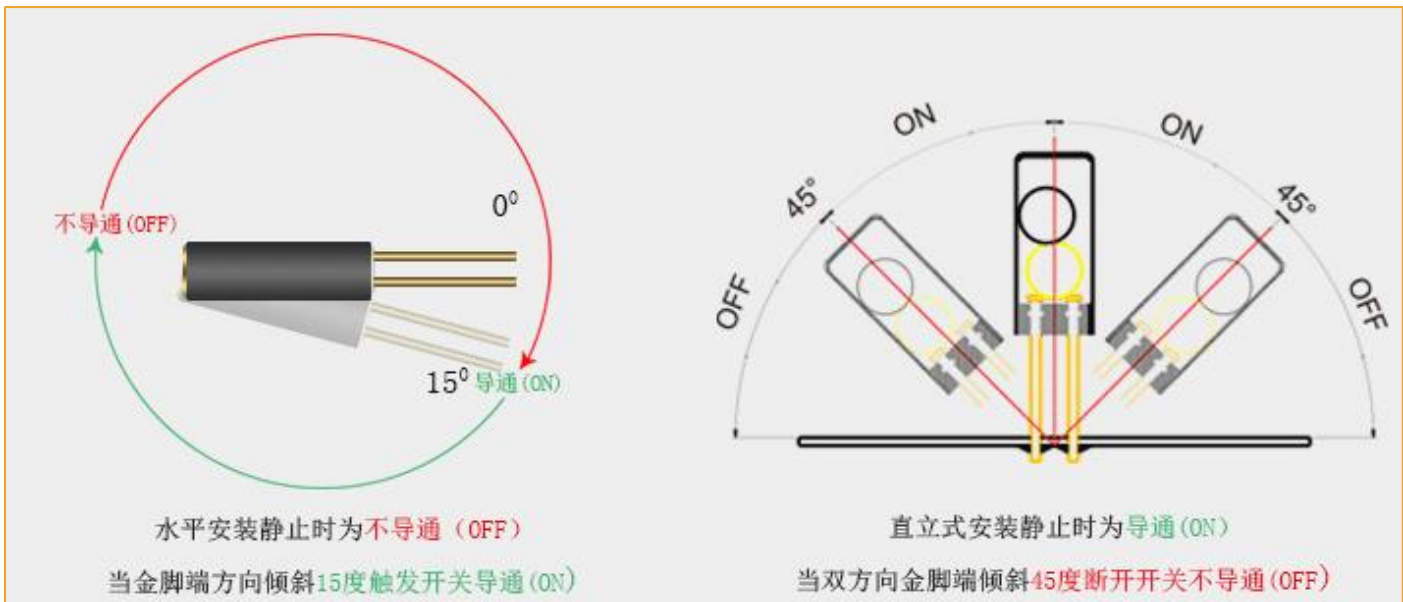 不导通(OFF)
0⁰
15⁰ 导通(ON)
水平安装静止时为不导通（OFF）
当金脚端方向倾斜15度触发开关导通(ON)
ON
ON
45°
45°
OFF
OFF
直立式安装静止时为导通(ON)
当双方向金脚端倾斜45度断开开关不导通(OFF)